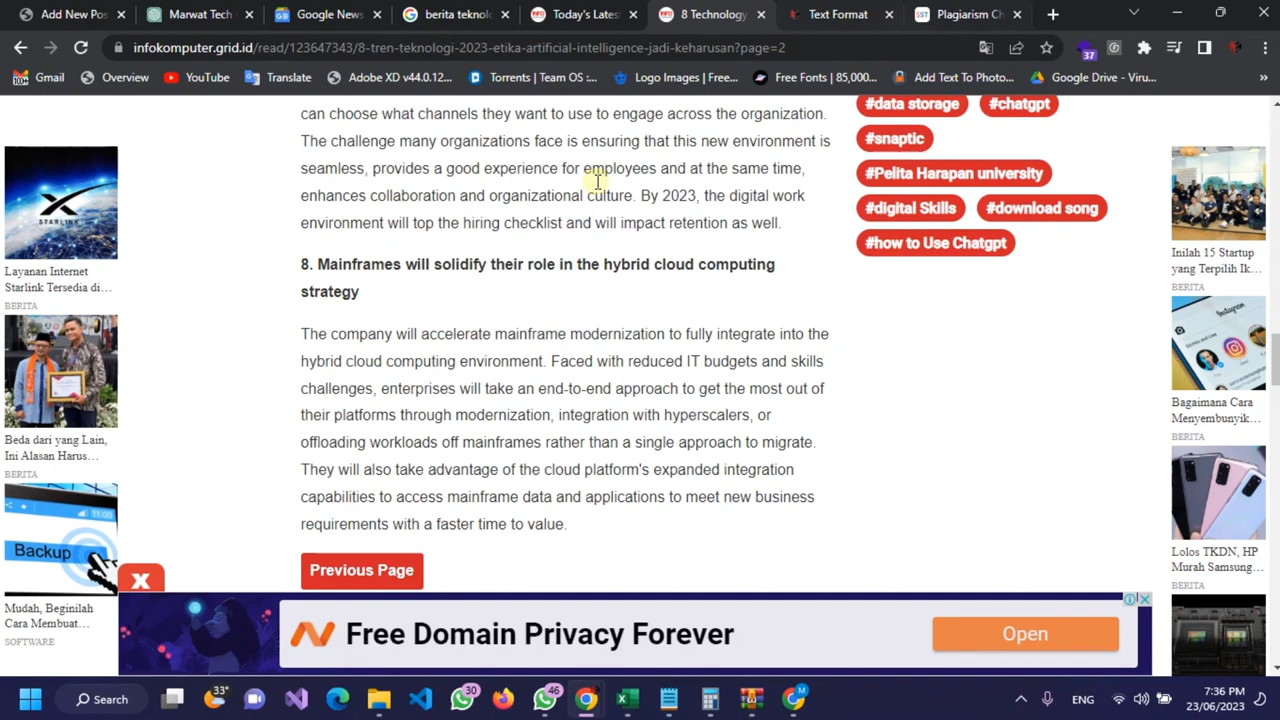 Add New Pos
Marwat Tech
Google News
berita teknol
Today's Lates
8 Technology
Text Format
Plagiarism Ch
infokomputer.grid.id/read/123647343/8-tren-teknologi-2023-etika-artificial-intelligence-jadi-keharusan?page=2
37
Gmail
Overview
YouTube
Translate
Adobe XD v44.0.12...
Torrents | Team OS :...
Logo Images | Free...
Free Fonts | 85,000...
Add Text To Photo...
Google Drive - Viru...
can choose what channels they want to use to engage across the organization.
The challenge many organizations face is ensuring that this new environment is
seamless, provides a good experience for employees and at the same time,
enhances collaboration and organizational culture. By 2023, the digital work
environment will top the hiring checklist and will impact retention as well.
8. Mainframes will solidify their role in the hybrid cloud computing
strategy
The company will accelerate mainframe modernization to fully integrate into the
hybrid cloud computing environment. Faced with reduced IT budgets and skills
challenges, enterprises will take an end-to-end approach to get the most out of
their platforms through modernization, integration with hyperscalers, or
offloading workloads off mainframes rather than a single approach to migrate.
They will also take advantage of the cloud platform's expanded integration
capabilities to access mainframe data and applications to meet new business
requirements with a faster time to value.
Previous Page
#data storage
#chatgpt
#snaptic
#Pelita Harapan university
#digital Skills
#download song
#how to Use Chatgpt
STARLINK
Layanan Internet
Starlink Tersedia di...
BERITA
Beda dari yang Lain,
Ini Alasan Harus...
BERITA
11:00
Backup
Mudah, Beginilah
Cara Membuat...
SOFTWARE
Inilah 15 Startup
yang Terpilih Ik...
BERITA
Instagram
Bagaimana Cara
Menyembunyik...
BERITA
Lolos TKDN, HP
Murah Samsung...
BERITA
X
Free Domain Privacy Forever
Open
33°
Search
30
46
M
ENG
7:36 PM
23/06/2023